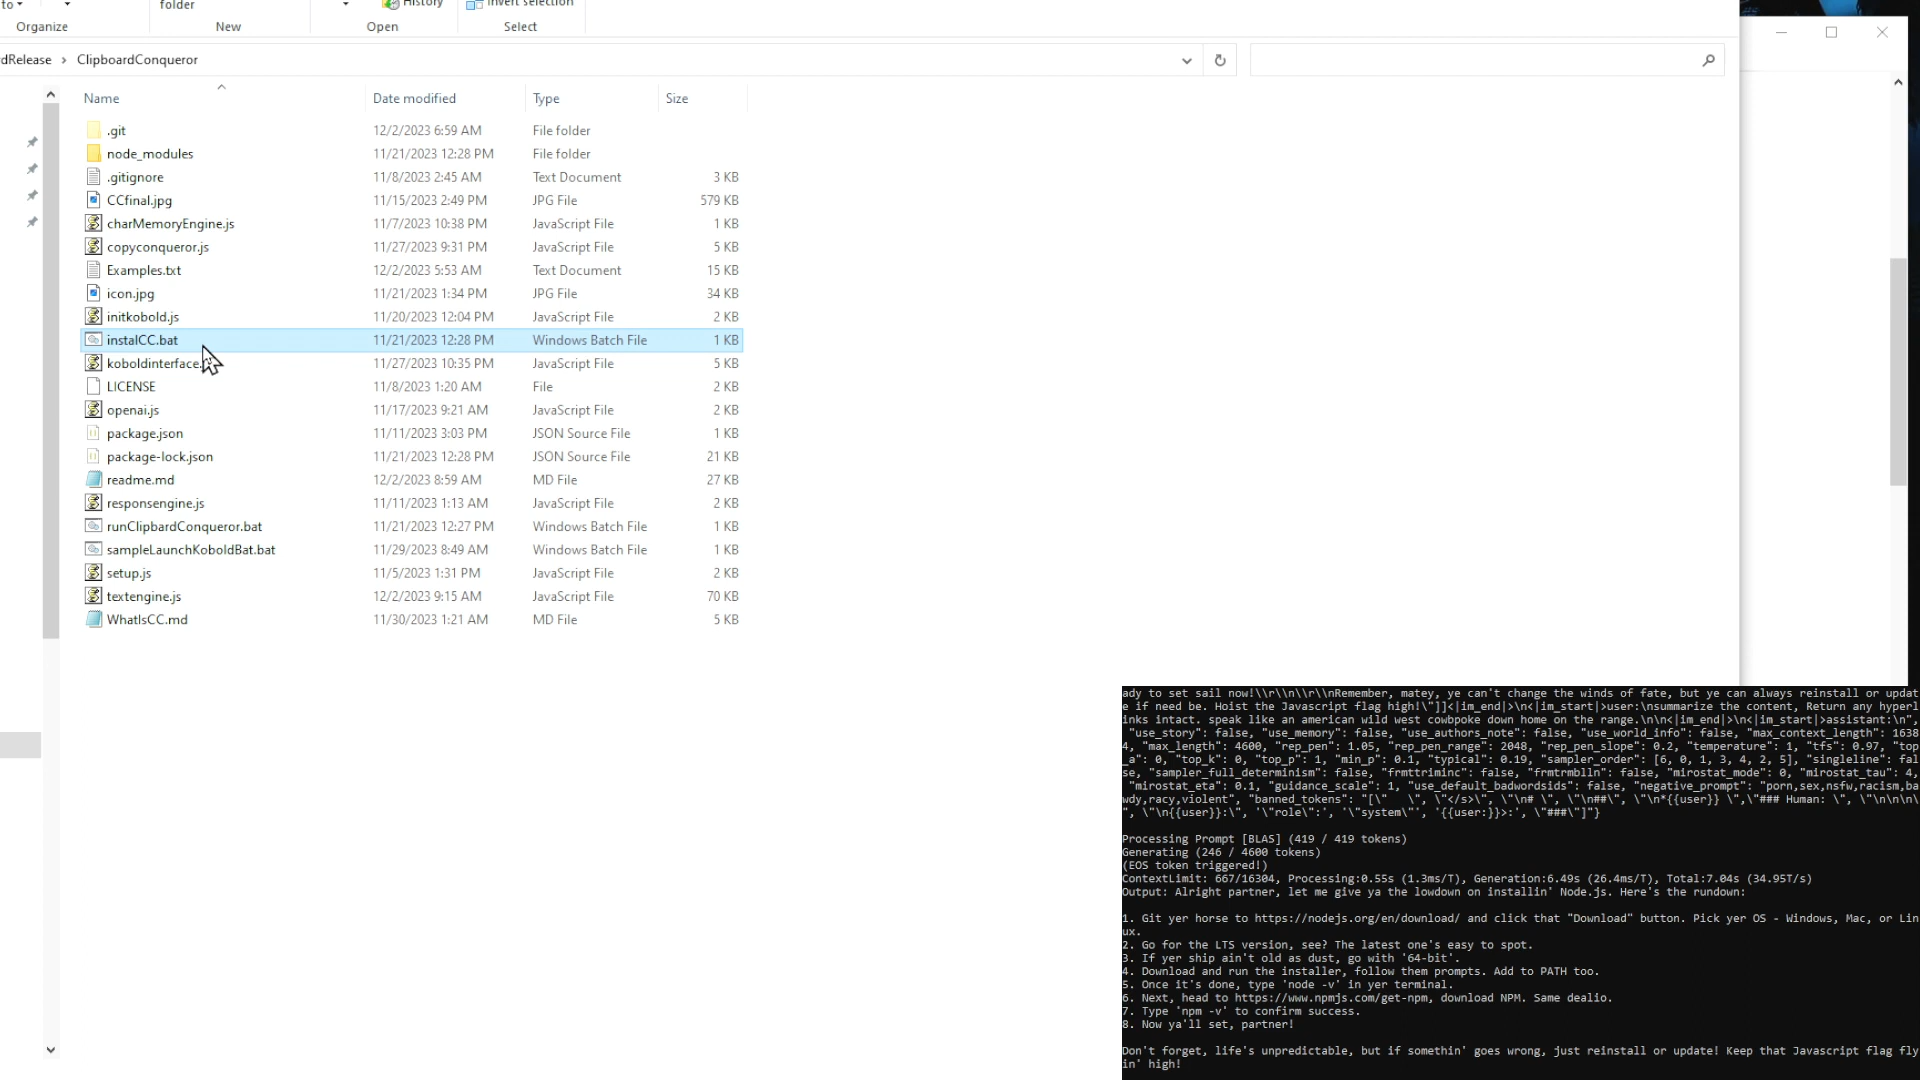 to
folder
History
Invert selection
Organize
New
Open
Select
dRelease > ClipboardConqueror
Name Date modified Type Size
.git 12/2/2023 6:59 AM File folder
node_modules 11/21/2023 12:28 PM File folder
.gitignore 11/8/2023 2:45 AM Text Document 3 KB
CCfinal.jpg 11/15/2023 2:49 PM JPG File 579 KB
charMemoryEngine.js 11/7/2023 10:38 PM JavaScript File 1 KB
copyconqueror.js 11/27/2023 9:31 PM JavaScript File 5 KB
Examples.txt 12/2/2023 5:53 AM Text Document 15 KB
icon.jpg 11/21/2023 1:34 PM JPG File 34 KB
initkobold.js 11/20/2023 12:04 PM JavaScript File 2 KB
instalCC.bat 11/21/2023 12:28 PM Windows Batch File 1 KB
koboldinterface. 11/27/2023 10:35 PM JavaScript File 5 KB
LICENSE 11/8/2023 1:20 AM File 2 KB
openai.js 11/17/2023 9:21 AM JavaScript File 2 KB
package.json 11/11/2023 3:03 PM JSON Source File 1 KB
package-lock.json 11/21/2023 12:28 PM JSON Source File 21 KB
readme.md 12/2/2023 8:59 AM MD File 27 KB
responsengine.js 11/11/2023 1:13 AM JavaScript File 2 KB
runClipbardConqueror.bat 11/21/2023 12:27 PM Windows Batch File 1 KB
sampleLaunchKoboldBat.bat 11/29/2023 8:49 AM Windows Batch File 1 KB
setup.js 11/5/2023 1:31 PM JavaScript File 2 KB
textengine.js 12/2/2023 9:15 AM JavaScript File 70 KB
WhatIsCC.md 11/30/2023 1:21 AM MD File 5 KB
ady to set sail now!\\r\\n\\r\\nRemember, matey, ye can't change the winds of fate, but ye can always reinstall or updat
e if need be. Hoist the Javascript flag high!\"]]<|im_end|>\n<|im_start|>user:\nsummarize the content, Return any hyperl
inks intact. speak like an american wild west cowpoke down home on the range.\n\n<|im_end|>\n<|im_start|>assistant:\n",
"use_story": false, "use_memory": false, "use_authors_note": false, "use_world_info": false, "max_context_length": 1638
4, "max_length": 4600, "rep_pen": 1.05, "rep_pen_range": 2048, "rep_pen_slope": 0.2, "temperature": 1, "tfs": 0.97, "top
_a": 0, "top_k": 0, "top_p": 1, "min_p": 0.1, "typical": 0.19, "sampler_order": [6, 0, 1, 3, 4, 2, 5], "singleline": fal
se, "sampler_full_determinism": false, "frmttriminc": false, "frmtrmblln": false, "mirostat_mode": 0, "mirostat_tau": 4,
"mirostat_eta": 0.1, "guidance_scale": 1, "use_default_badwordsids": false, "negative_prompt": "porn,sex,nsfw,racism,ba
wdy,racy,violent", "banned_tokens": "[\" \", \"</s>\", \"\n# \", \"\n##\", \"\n*{{user}} \",\"### Human: \", \"\n\n\n\
", \"\n{{user}}:\", '\"role\":', '\"system\"', '{{user:}}>:', \"###\"]"}
Processing Prompt [BLAS] (419 / 419 tokens)
Generating (246 / 4600 tokens)
(EOS token triggered!)
ContextLimit: 667/16304, Processing:0.55s (1.3ms/T), Generation:6.49s (26.4ms/T), Total:7.04s (34.95T/s)
Output: Alright partner, let me give ya the lowdown on installin' Node.js. Here's the rundown:
1. Git yer horse to https://nodejs.org/en/download/ and click that "Download" button. Pick yer OS - Windows, Mac, or Lin
ux.
2. Go for the LTS version, see? The latest one's easy to spot.
3. If yer ship ain't old as dust, go with '64-bit'.
4. Download and run the installer, follow them prompts. Add to PATH too.
5. Once it's done, type 'node -v' in yer terminal.
6. Next, head to https://www.npmjs.com/get-npm, download NPM. Same dealio.
7. Type 'npm -v' to confirm success.
8. Now ya'll set, partner!
Don't forget, life's unpredictable, but if somethin' goes wrong, just reinstall or update! Keep that Javascript flag fly
in' high!